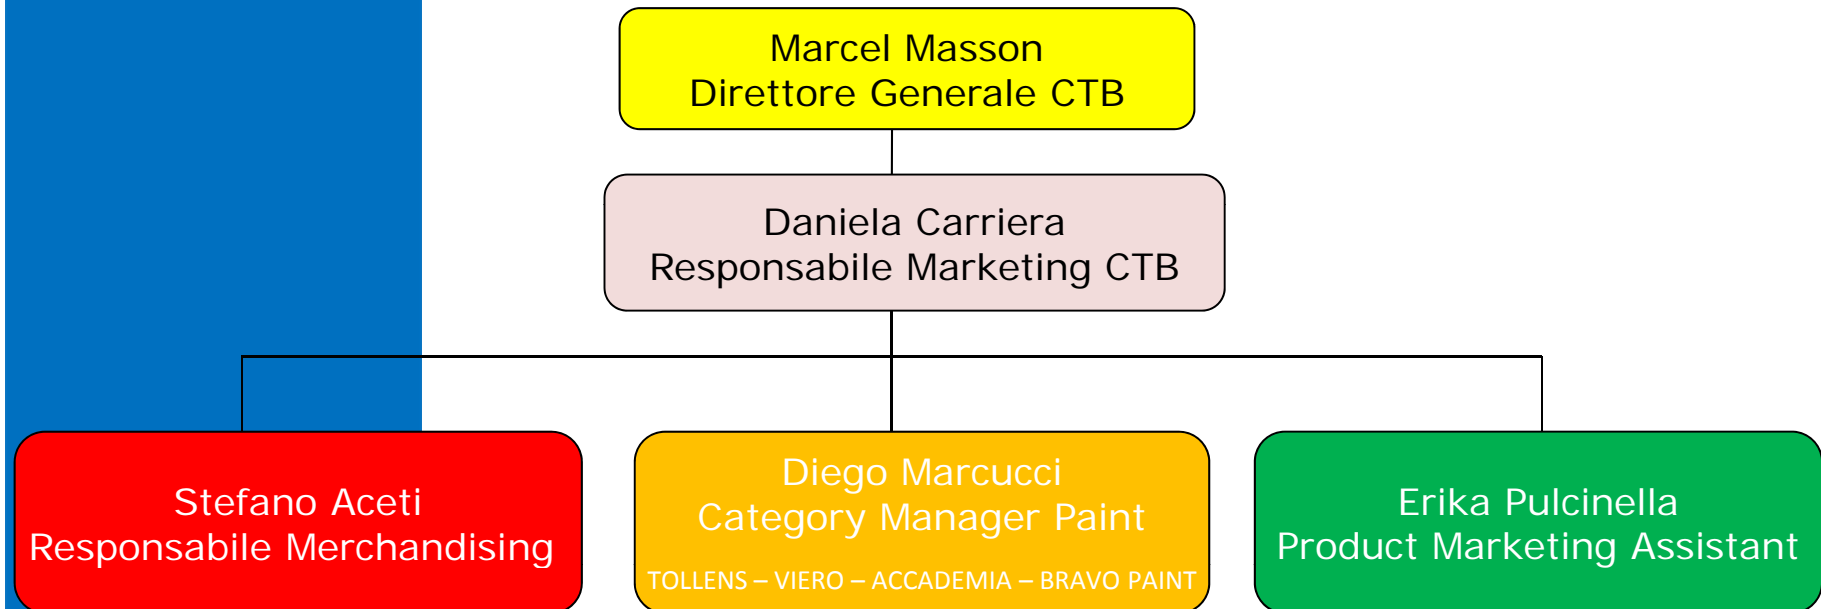 Marcel Masson
Direttore Generale CTB
Daniela Carriera
Responsabile Marketing CTB
Stefano Aceti
Responsabile Merchandising
Diego Marcucci
Category Manager Paint
TOLLENS – VIERO – ACCADEMIA – BRAVO PAINT
Erika Pulcinella
Product Marketing Assistant